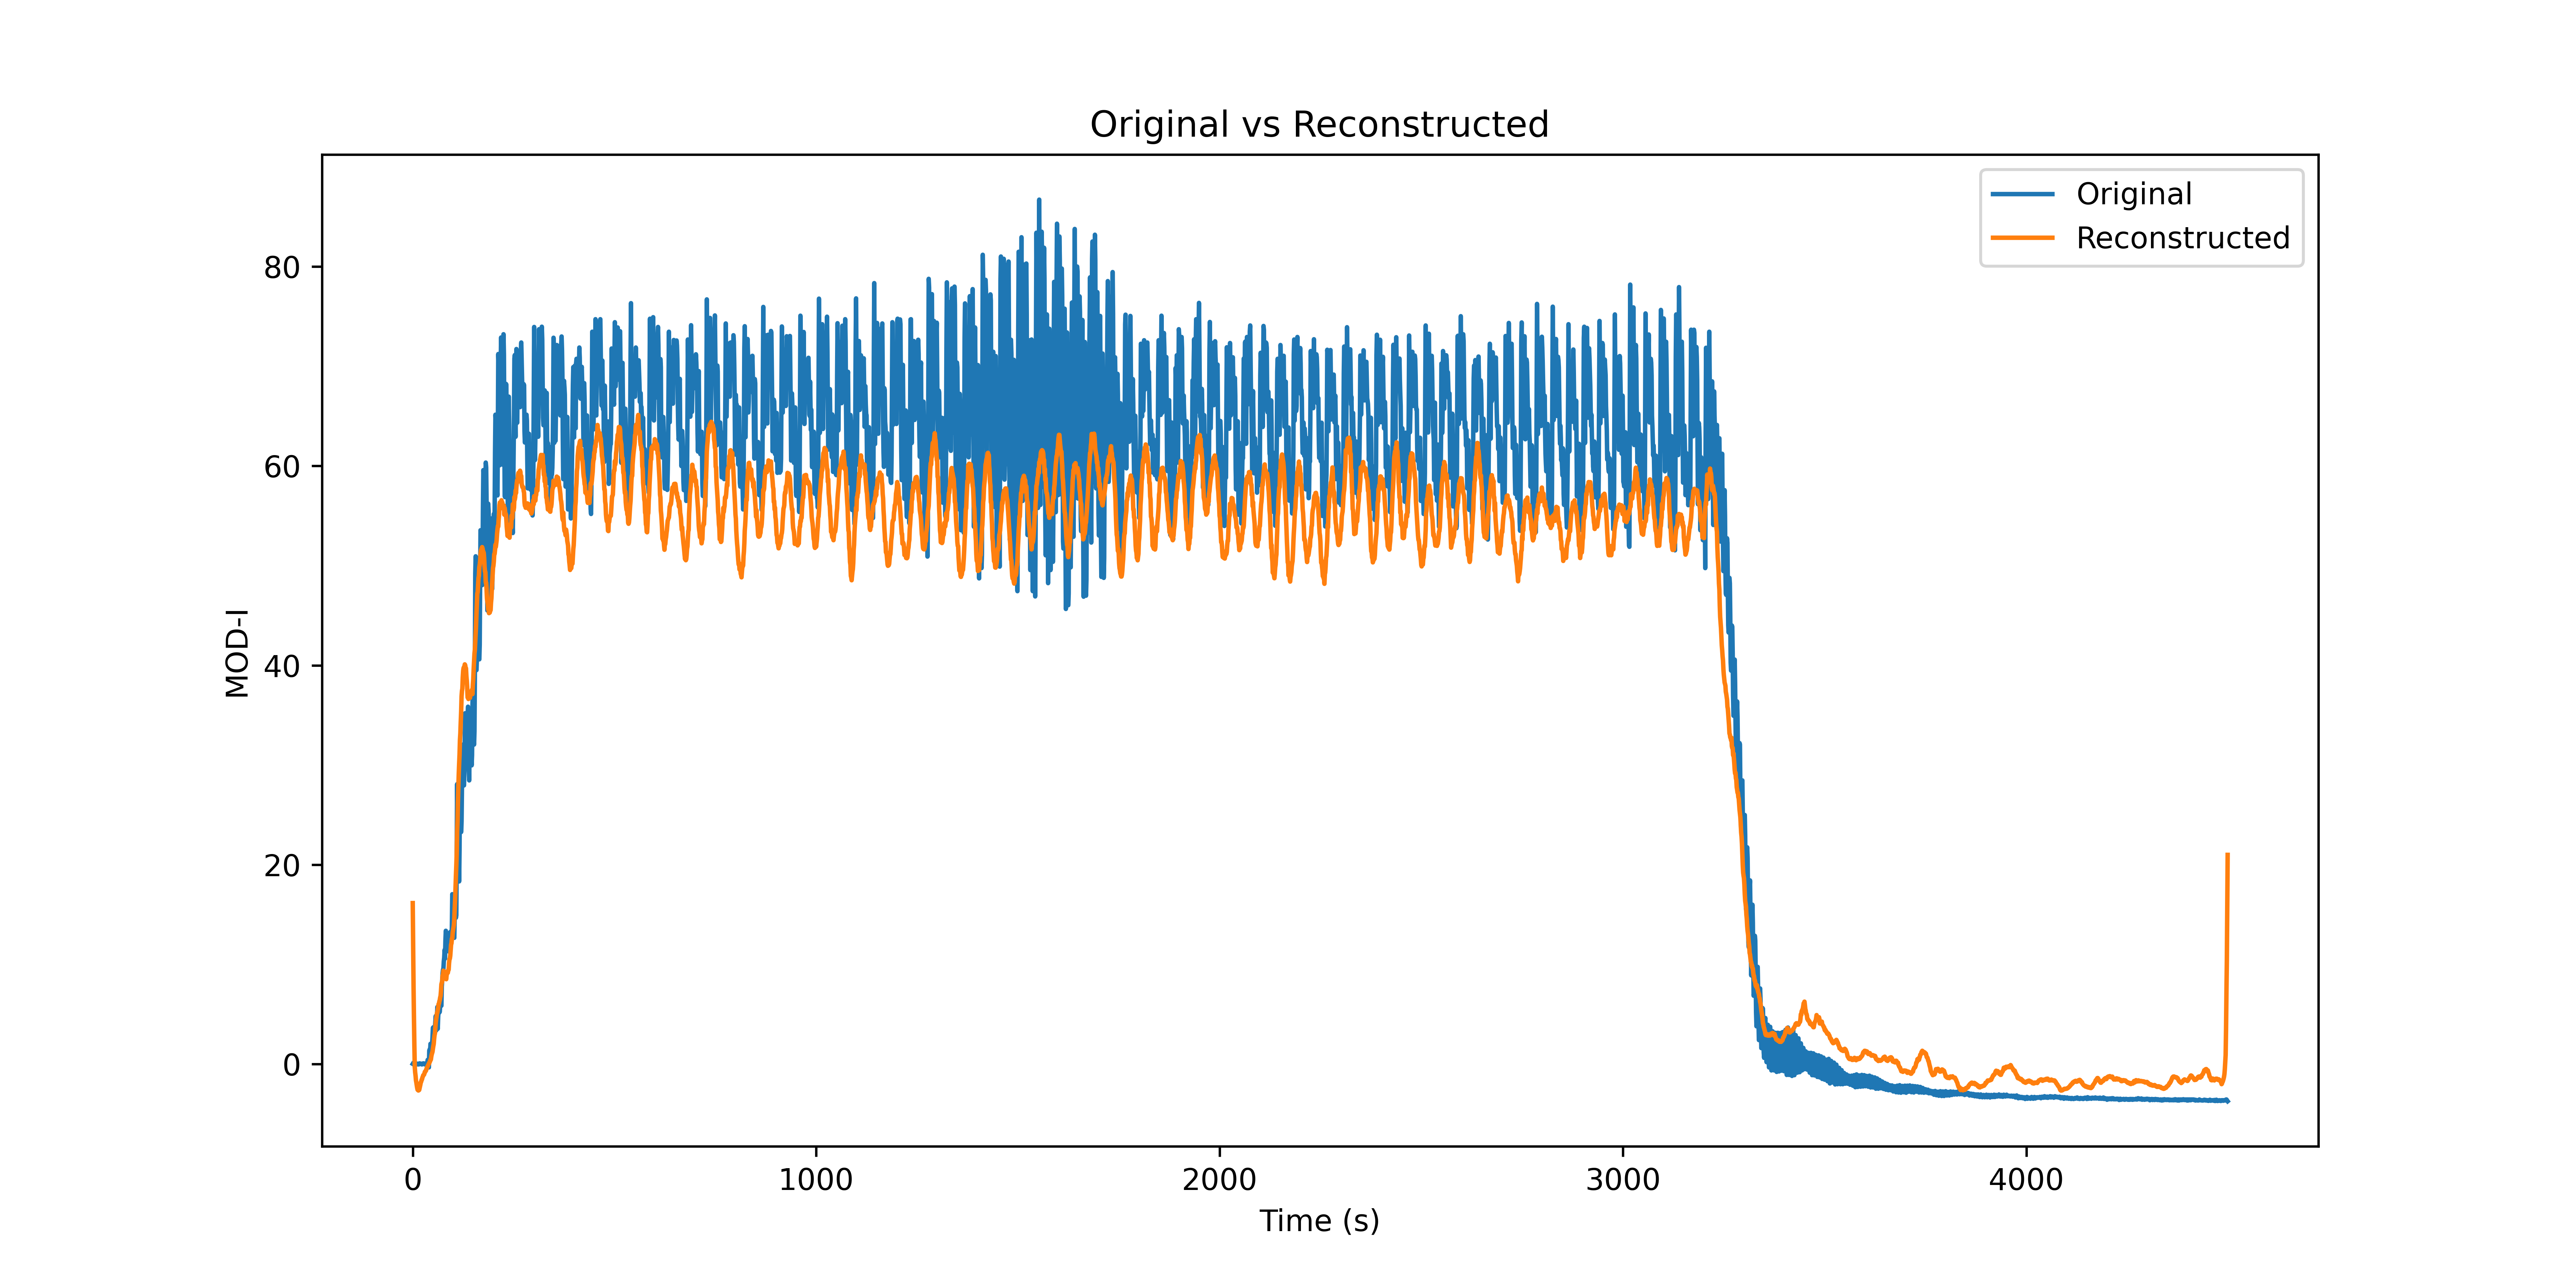 Original vs Reconstructed
Original
Reconstructed
80
60
40
20
0
MOD-I
0 1000 2000 3000 4000
Time (s)